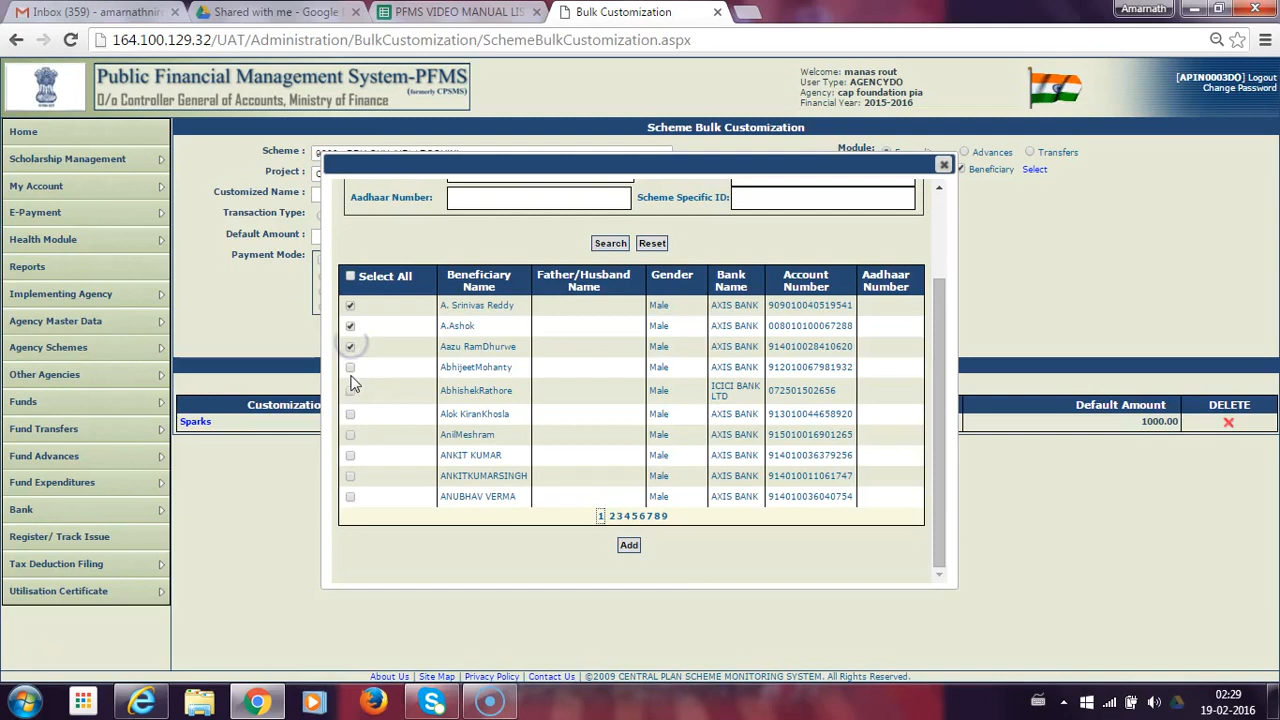 Inbox (359) - amarnathnir
Shared with me - Google
PFMS VIDEO MANUAL LIS
Bulk Customization
Amarnath
164.100.129.32/UAT/Administration/BulkCustomization/SchemeBulkCustomization.aspx
Public Financial Management System-PFMS
(formerly CPSMS)
O/o Controller General of Accounts, Ministry of Finance
Welcome: manas rout
User Type: AGENCYDO
Agency: cap foundation pia
Financial Year: 2015-2016
[APIN0003DO] Logout
Change Password
Home
Scholarship Management
My Account
E-Payment
Health Module
Reports
Implementing Agency
Agency Master Data
Agency Schemes
Other Agencies
Funds
Fund Transfers
Fund Advances
Fund Expenditures
Bank
Register/ Track Issue
Tax Deduction Filing
Utilisation Certificate
Scheme Bulk Customization
Scheme :
Module:
Advances
Transfers
Project :
Beneficiary
Select
Customized Name :
Transaction Type:
Default Amount :
Payment Mode:
Aadhaar Number:
Scheme Specific ID:
Search
Reset
Select All
Beneficiary Name
Father/Husband Name
Gender
Bank Name
Account Number
Aadhaar Number
A. Srinivas Reddy Male AXIS BANK 909010040519541
A.Ashok Male AXIS BANK 008010100067288
Aazu RamDhurwe Male AXIS BANK 914010028410620
AbhijeetMohanty Male AXIS BANK 912010067981932
AbhishekRathore Male ICICI BANK LTD 072501502656
Alok KiranKhosla Male AXIS BANK 913010044658920
AnilMeshram Male AXIS BANK 915010016901265
ANKIT KUMAR Male AXIS BANK 914010036379256
ANKITKUMARSINGH Male AXIS BANK 914010011061747
ANUBHAV VERMA Male AXIS BANK 914010036040754
1 2 3 4 5 6 7 8 9
Add
Customizatio
Default Amount
DELETE
Sparks
1000.00
About Us | Site Map | Privacy Policy | Contact Us | ©2009 CENTRAL PLAN SCHEME MONITORING SYSTEM. All Rights Reserved.
02:29
19-02-2016